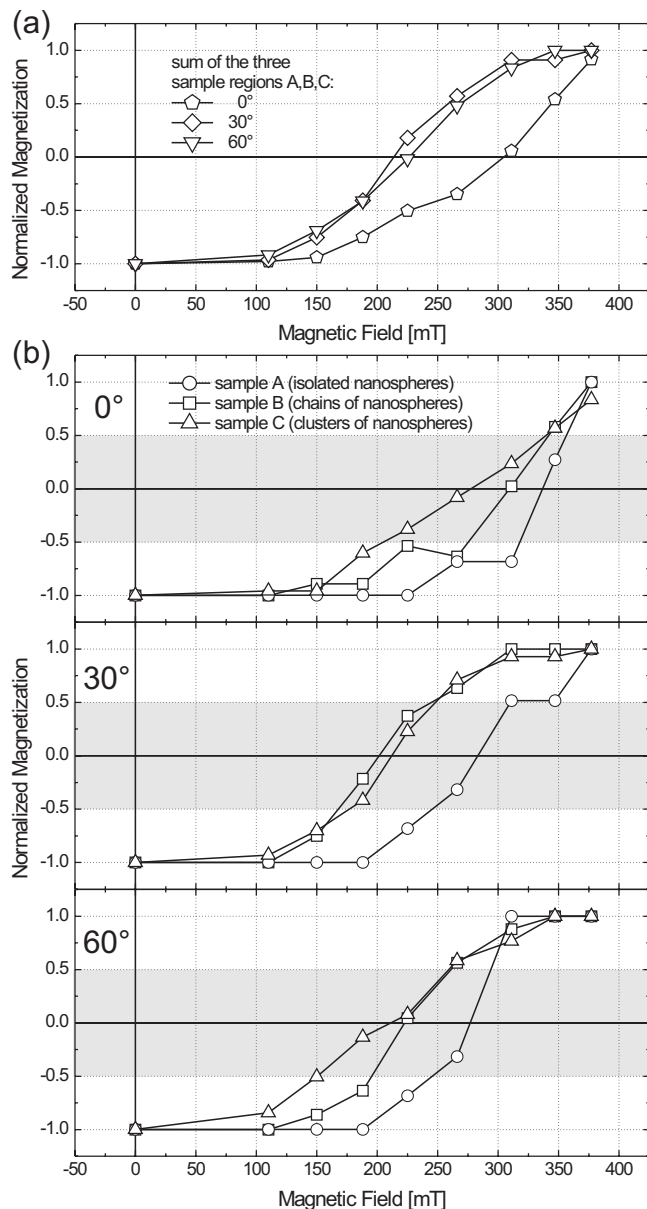 (a)
1.0
0.5
0.0
-0.5
-1.0
Normalized Magnetization
sum of the three
sample regions A,B,C:
0°
30°
60°
-50 0 50 100 150 200 250 300 350 400
Magnetic Field [mT]
(b)
0°
1.0
0.5
0.0
-0.5
-1.0
sample A (isolated nanospheres)
sample B (chains of nanospheres)
sample C (clusters of nanospheres)
30°
1.0
0.5
0.0
-0.5
-1.0
Normalized Magnetization
60°
1.0
0.5
0.0
-0.5
-1.0
-50 0 50 100 150 200 250 300 350 400
Magnetic Field [mT]